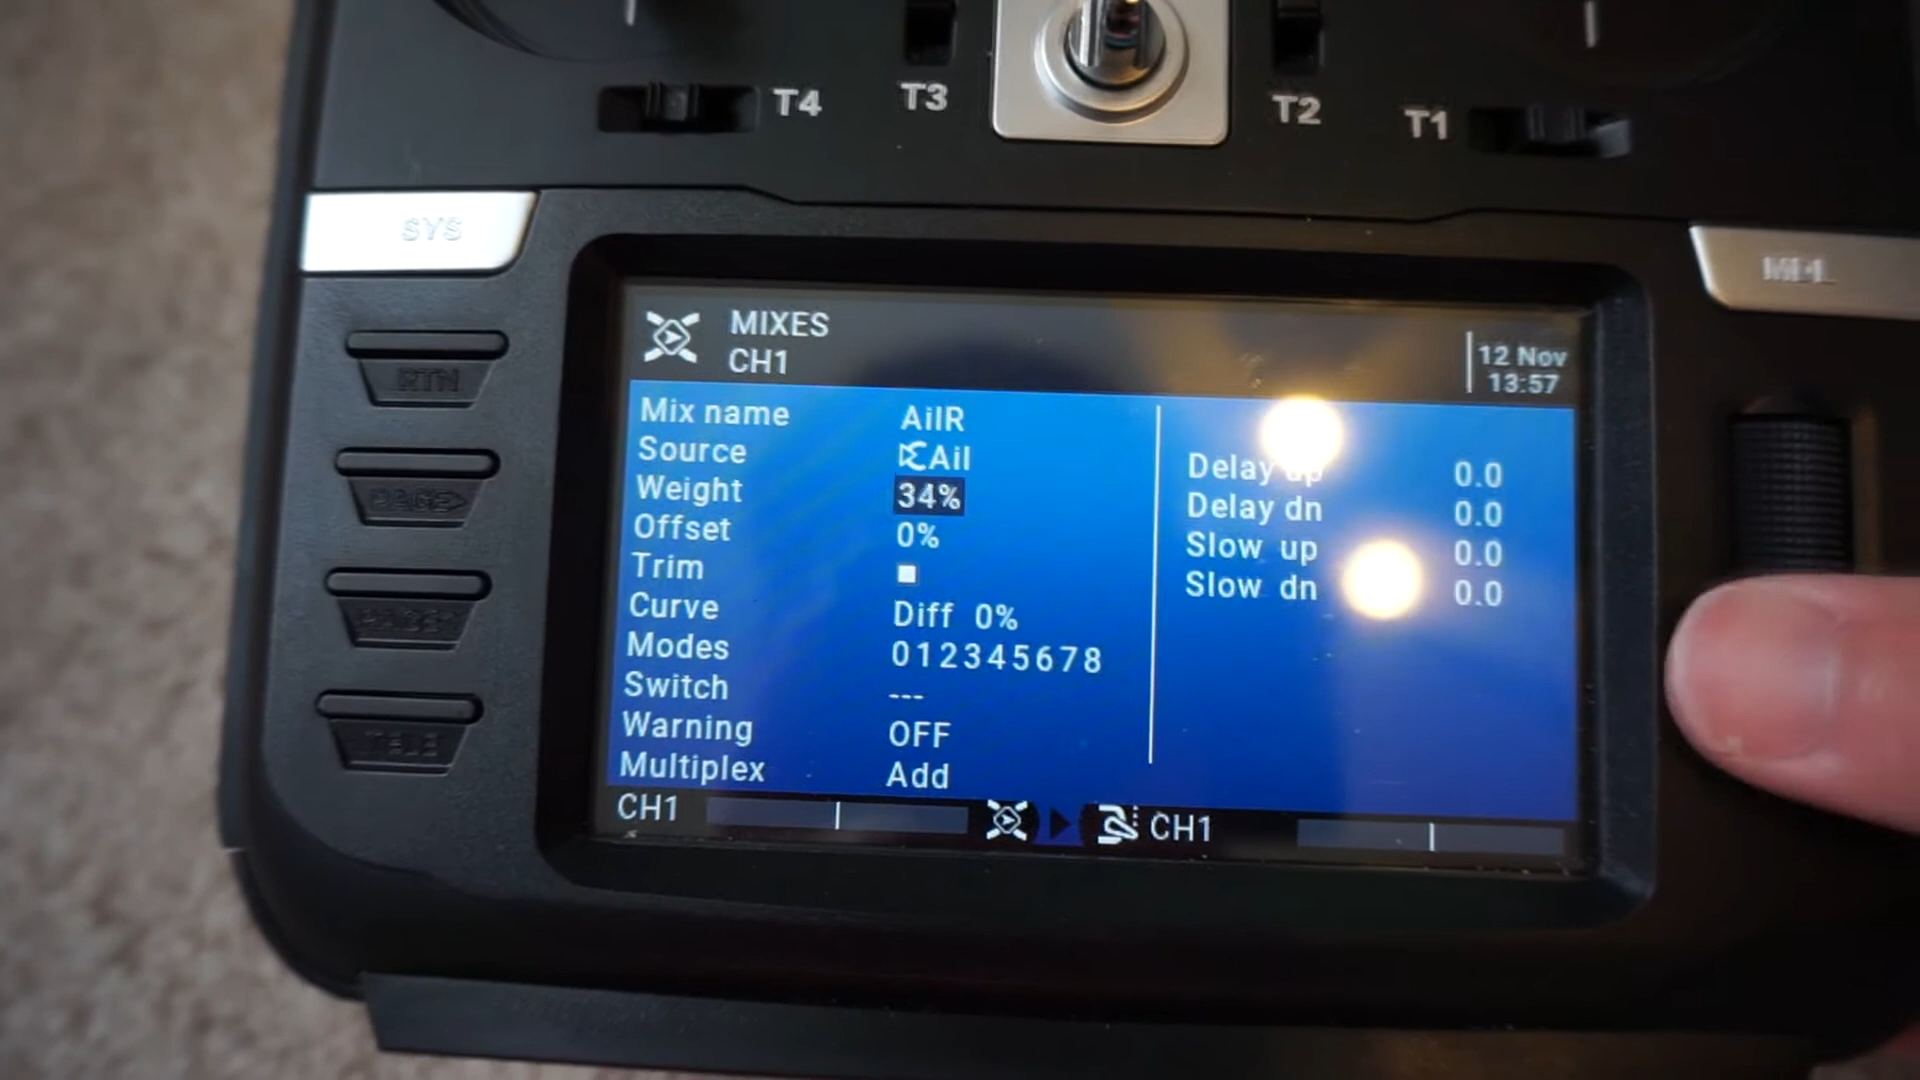 T4
T3
T2
T1
SYS
MDL
RTN
PAGE>
PAGE<
TELE
MIXES
CH1
12 Nov
13:57
Mix name AilR
Source Ail
Weight 34%
Offset 0%
Trim
Curve Diff 0%
Modes 012345678
Switch ---
Warning OFF
Multiplex Add
Delay up 0.0
Delay dn 0.0
Slow up 0.0
Slow dn 0.0
CH1
CH1